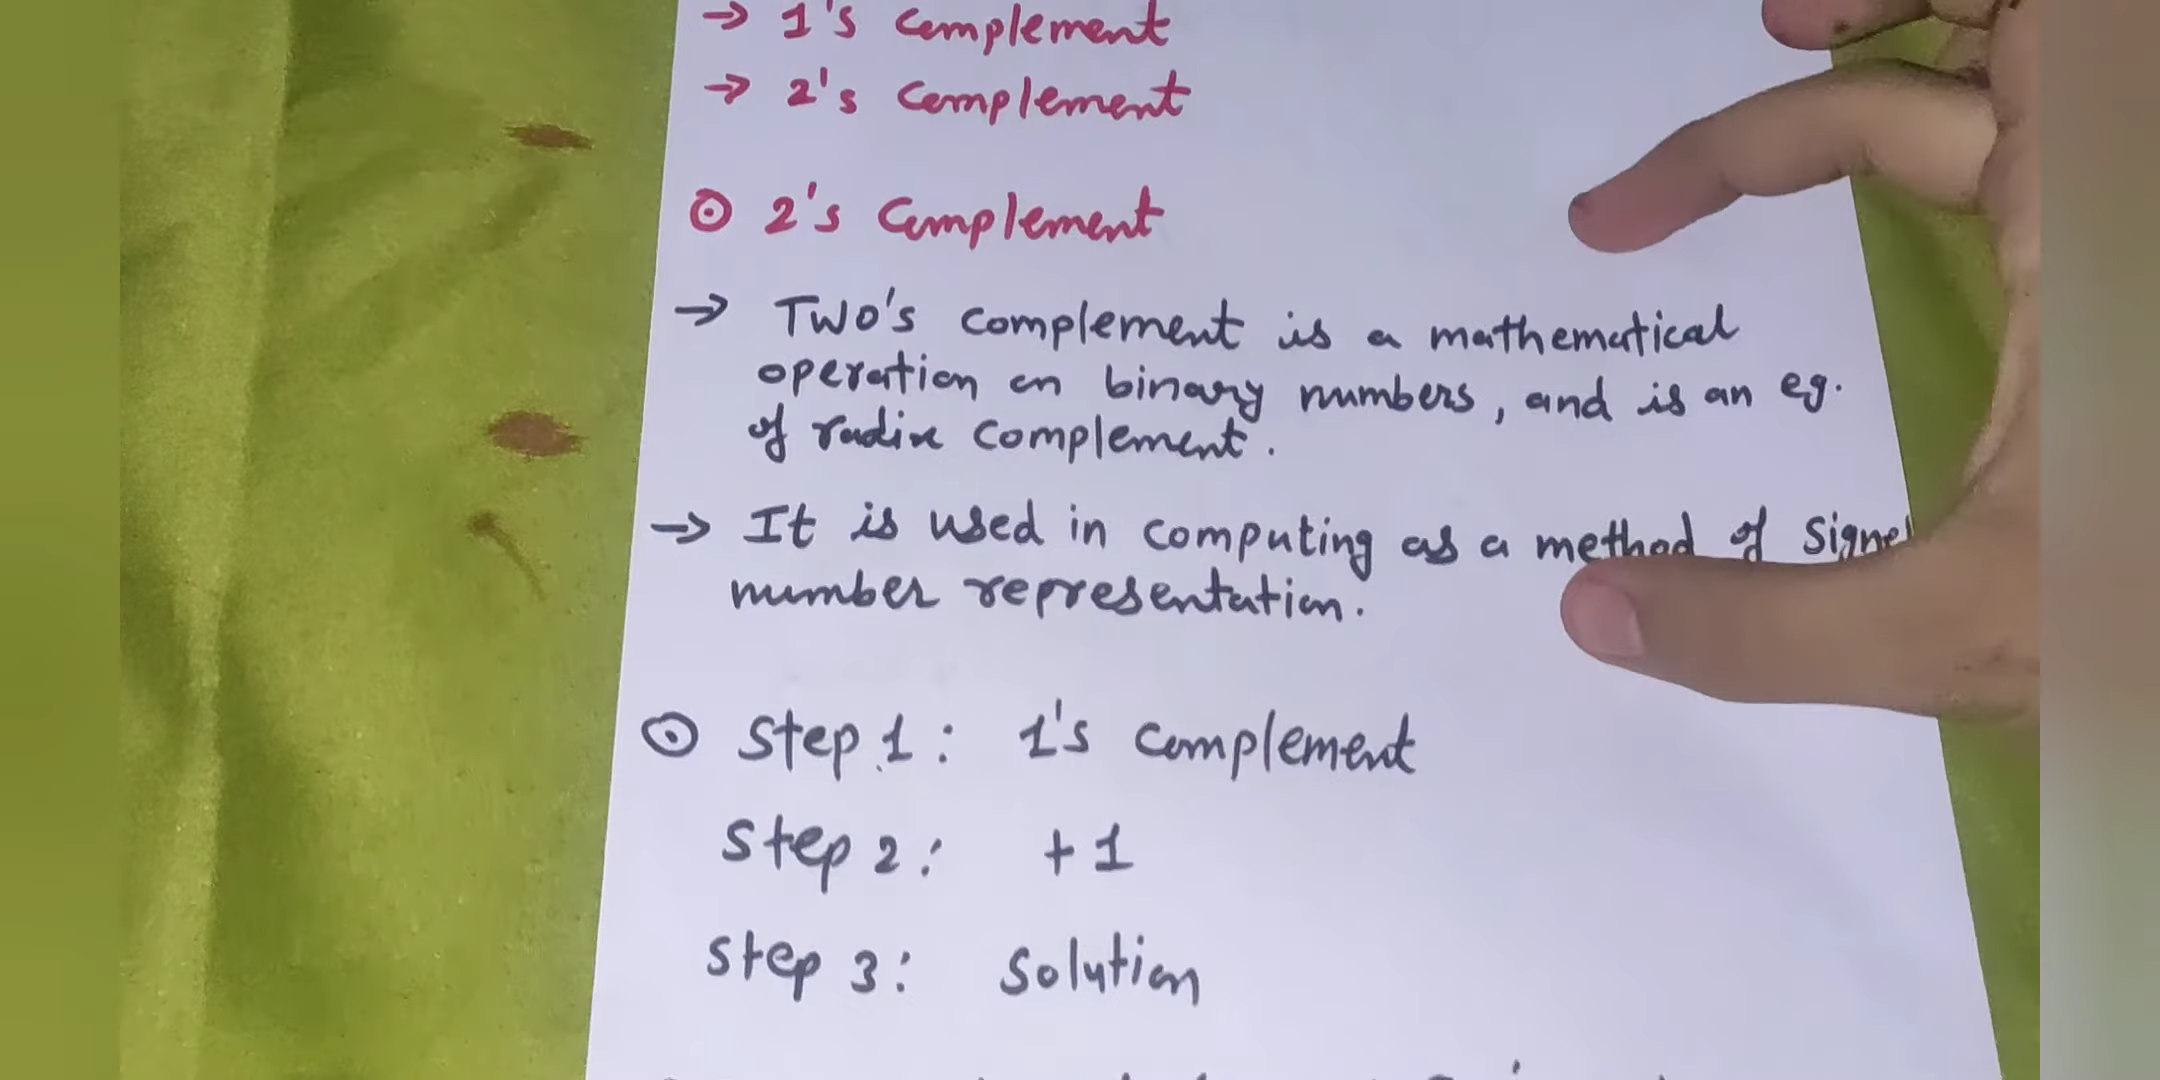 → 1's Complement
→ 2's Complement
⊙ 2's Complement
→ Two's complement is a mathematical
operation on binary numbers, and is an eg.
of radix complement.
→ It is used in computing as a method of Signe
number representation.
⊙ Step 1: 1's Complement
Step 2: +1
Step 3: Solution